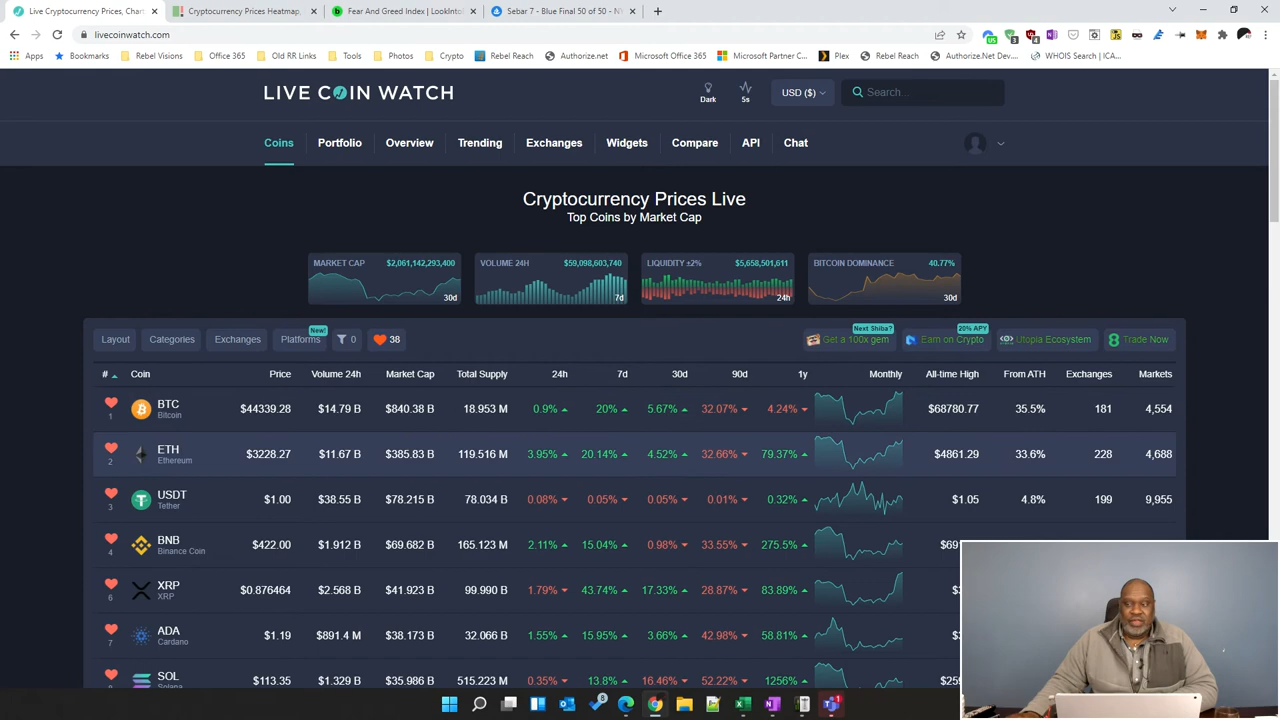 Live Cryptocurrency Prices, Chart
Cryptocurrency Prices Heatmap,
Fear And Greed Index | LookIntoB
Sebar 7 - Blue Final 50 of 50 - NV
livecoinwatch.com
Apps
Bookmarks
Rebel Visions
Office 365
Old RR Links
Tools
Photos
Crypto
Rebel Reach
Authorize.net
Microsoft Office 365
Microsoft Partner C...
Plex
Rebel Reach
Authorize.Net Dev...
WHOIS Search | ICA...
LIVE COIN WATCH
Dark
5s
USD ($)
Search...
Coins Portfolio Overview Trending Exchanges Widgets Compare API Chat
Cryptocurrency Prices Live
Top Coins by Market Cap
MARKET CAP $2,061,142,293,400
30d
VOLUME 24H $59,098,603,740
7d
LIQUIDITY ±2% $5,658,501,611
24h
BITCOIN DOMINANCE 40.77%
30d
New!
Next Shiba?
20% APY
Layout Categories Exchanges Platforms 0 38 Get a 100x gem Earn on Crypto Utopia Ecosystem Trade Now
# Coin Price Volume 24h Market Cap Total Supply 24h 7d 30d 90d 1y Monthly All-time High From ATH Exchanges Markets
1 BTC Bitcoin $44339.28 $14.79 B $840.38 B 18.953 M 0.9% 20% 5.67% 32.07% 4.24% $68780.77 35.5% 181 4,554
2 ETH Ethereum $3228.27 $11.67 B $385.83 B 119.516 M 3.95% 20.14% 4.52% 32.66% 79.37% $4861.29 33.6% 228 4,688
3 USDT Tether $1.00 $38.55 B $78.215 B 78.034 B 0.08% 0.05% 0.05% 0.01% 0.32% $1.05 4.8% 199 9,955
4 BNB Binance Coin $422.00 $1.912 B $69.682 B 165.123 M 2.11% 15.04% 0.98% 33.55% 275.5%
6 XRP XRP $0.876464 $2.568 B $41.923 B 99.990 B 1.79% 43.74% 17.33% 28.87% 83.89%
7 ADA Cardano $1.19 $891.4 M $38.173 B 32.066 B 1.55% 15.95% 3.66% 42.98% 58.81%
SOL $113.35 $1.329 B $35.986 B 515.223 M 0.35% 13.8% 16.46% 52.22% 1256%